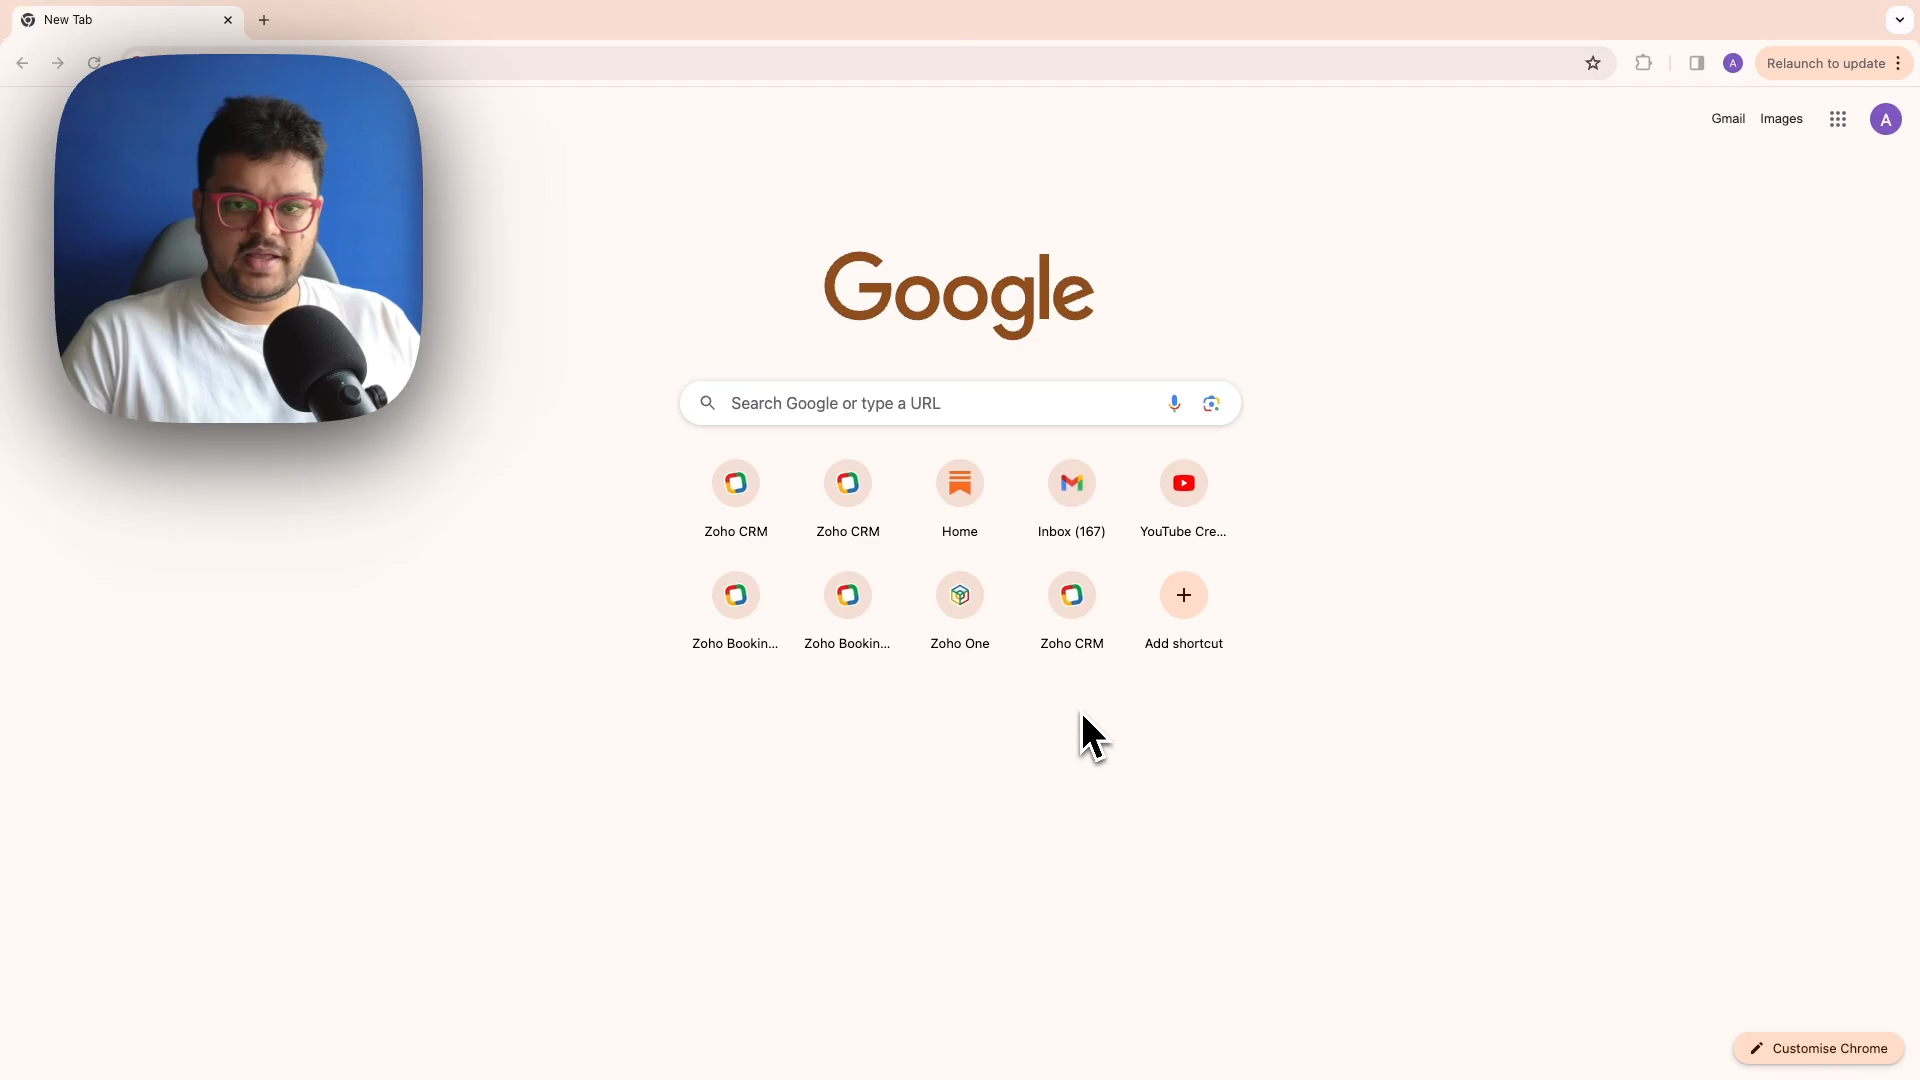 New Tab
A
Relaunch to update
Gmail
Images
A
Google
Search Google or type a URL
Zoho CRM
Zoho CRM
Home
Inbox (167)
YouTube Cre...
Zoho Bookin...
Zoho Bookin...
Zoho One
Zoho CRM
Add shortcut
Customise Chrome